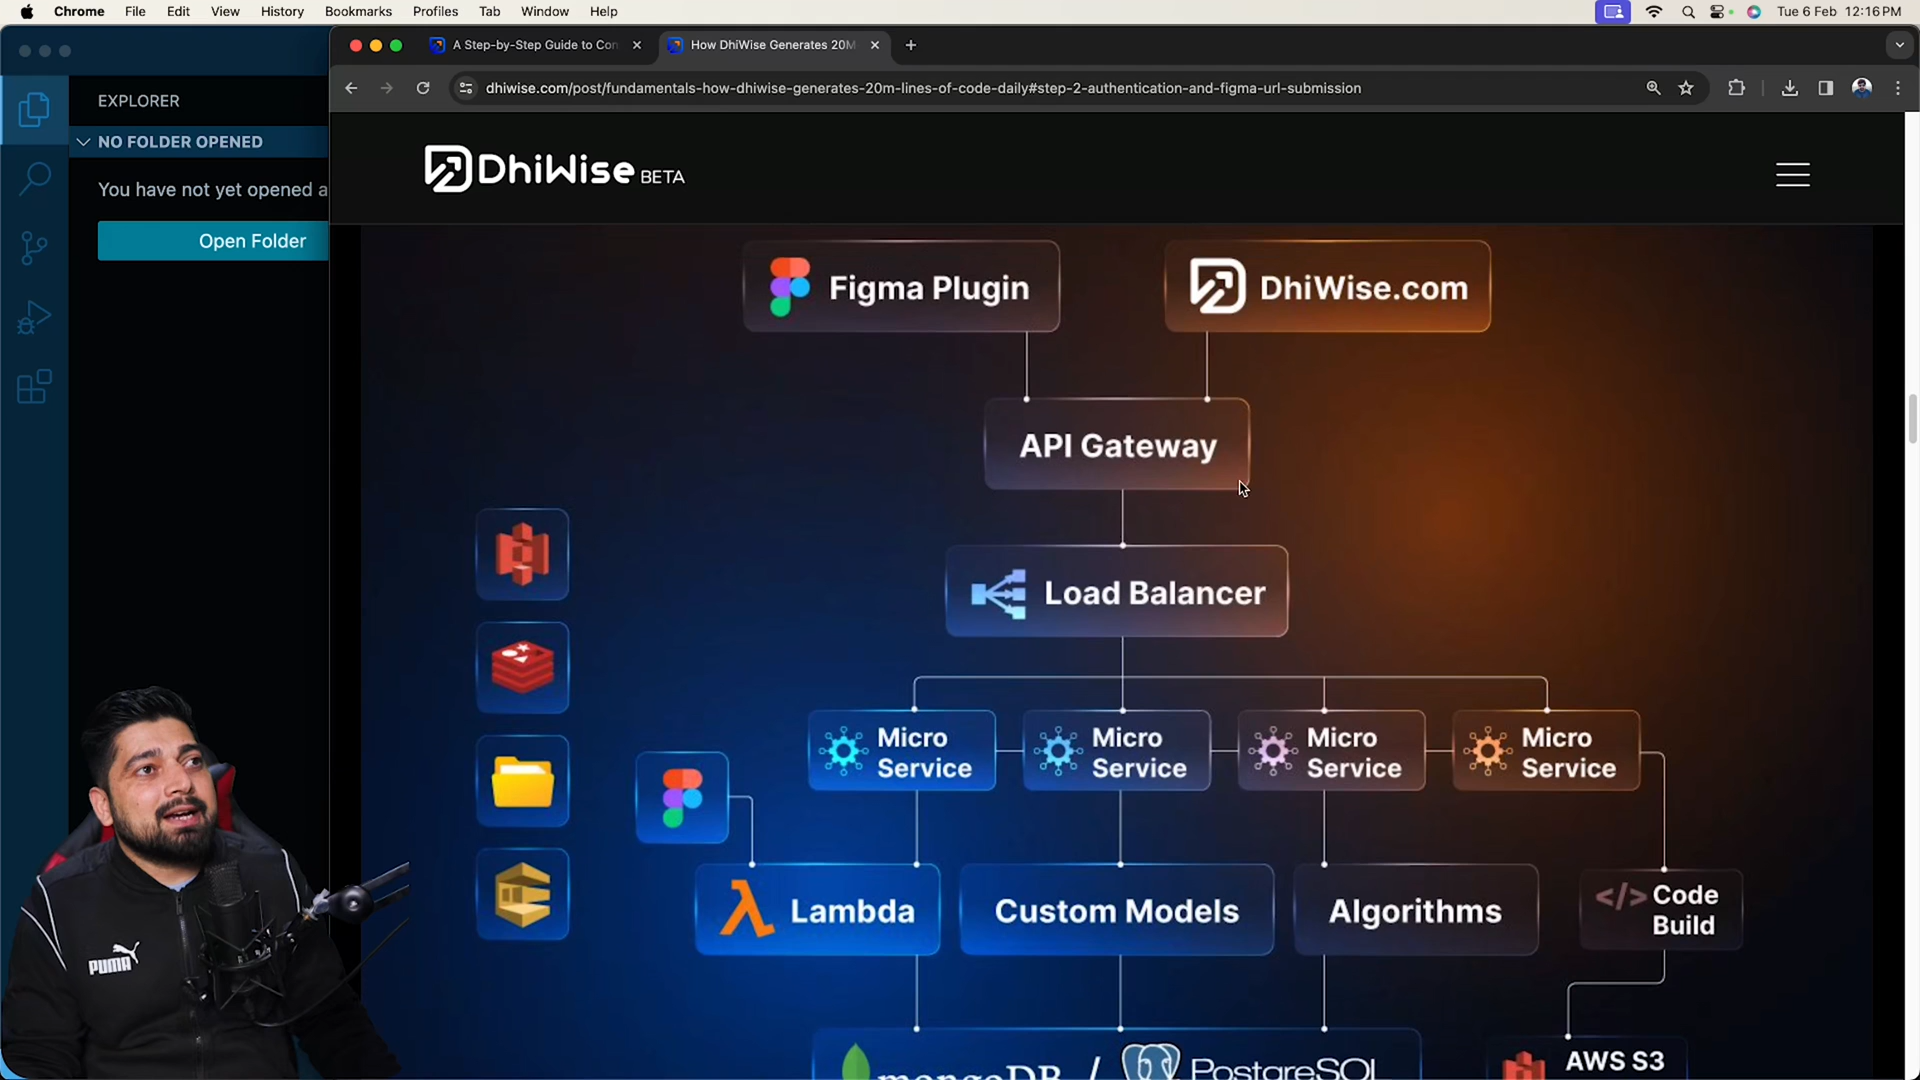 Chrome File Edit View History Bookmarks Profiles Tab Window Help
Tue 6 Feb 12:16 PM
A Step-by-Step Guide to Con
How DhiWise Generates 20M
dhiwise.com/post/fundamentals-how-dhiwise-generates-20m-lines-of-code-daily#step-2-authentication-and-figma-url-submission
EXPLORER
NO FOLDER OPENED
You have not yet opened a
Open Folder
DhiWise BETA
Figma Plugin
DhiWise.com
API Gateway
Load Balancer
Micro
Service
Micro
Service
Micro
Service
Micro
Service
Lambda
Custom Models
Algorithms
</> Code
Build
mongoDB / PostgreSQL
AWS S3
PUMA